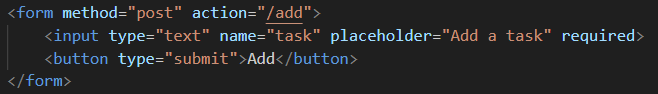 <form method="post" action="/add">
    <input type="text" name="task" placeholder="Add a task" required>
    <button type="submit">Add</button>
</form>